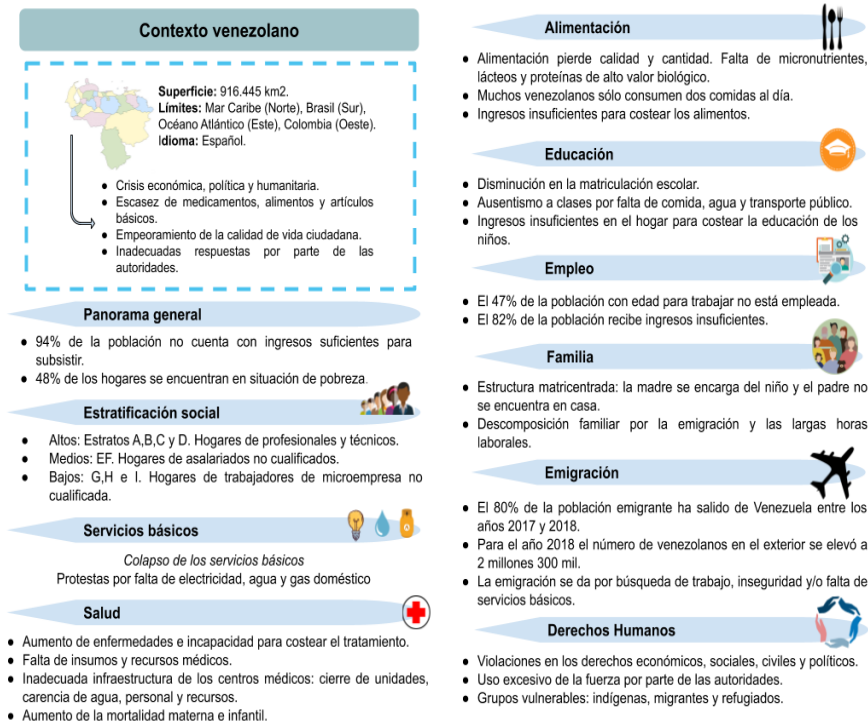 Contexto venezolano
Superficie: 916.445 km2.
Límites: Mar Caribe (Norte), Brasil (Sur),
Océano Atlántico (Este), Colombia (Oeste).
Idioma: Español.
● Crisis económica, política y humanitaria.
● Escasez de medicamentos, alimentos y artículos
básicos.
● Empeoramiento de la calidad de vida ciudadana.
● Inadecuadas respuestas por parte de las
autoridades.
Panorama general
● 94% de la población no cuenta con ingresos suficientes para
subsistir.
● 48% de los hogares se encuentran en situación de pobreza.
Estratificación social
● Altos: Estratos A,B,C y D. Hogares de profesionales y técnicos.
● Medios: EF. Hogares de asalariados no cualificados.
● Bajos: G,H e I. Hogares de trabajadores de microempresa no
cualificada.
Servicios básicos
Colapso de los servicios básicos
Protestas por falta de electricidad, agua y gas doméstico
Salud
● Aumento de enfermedades e incapacidad para costear el tratamiento.
● Falta de insumos y recursos médicos.
● Inadecuada infraestructura de los centros médicos: cierre de unidades,
carencia de agua, personal y recursos.
● Aumento de la mortalidad materna e infantil.
Alimentación
● Alimentación pierde calidad y cantidad. Falta de micronutrientes,
lácteos y proteínas de alto valor biológico.
● Muchos venezolanos sólo consumen dos comidas al día.
● Ingresos insuficientes para costear los alimentos.
Educación
● Disminución en la matriculación escolar.
● Ausentismo a clases por falta de comida, agua y transporte público.
● Ingresos insuficientes en el hogar para costear la educación de los
niños.
Empleo
● El 47% de la población con edad para trabajar no está empleada.
● El 82% de la población recibe ingresos insuficientes.
Familia
● Estructura matricentrada: la madre se encarga del niño y el padre no
se encuentra en casa.
● Descomposición familiar por la emigración y las largas horas
laborales.
Emigración
● El 80% de la población emigrante ha salido de Venezuela entre los
años 2017 y 2018.
● Para el año 2018 el número de venezolanos en el exterior se elevó a
2 millones 300 mil.
● La emigración se da por búsqueda de trabajo, inseguridad y/o falta de
servicios básicos.
Derechos Humanos
● Violaciones en los derechos económicos, sociales, civiles y políticos.
● Uso excesivo de la fuerza por parte de las autoridades.
● Grupos vulnerables: indígenas, migrantes y refugiados.